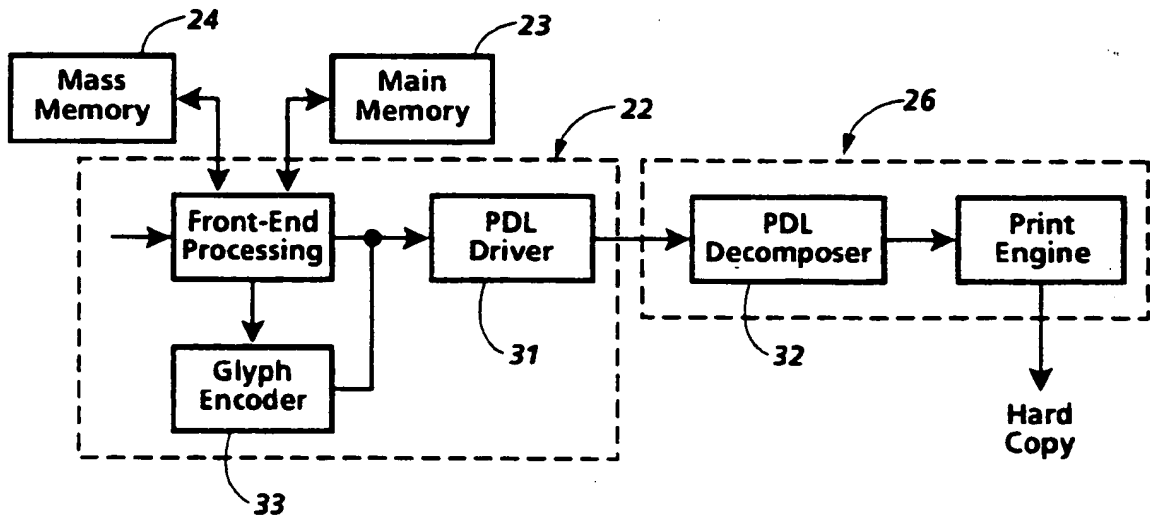 24
23
Mass
Memory
Main
Memory
22
26
Front-End
Processing
PDL
Driver
PDL
Decomposer
Print
Engine
31
32
Glyph
Encoder
33
Hard
Copy